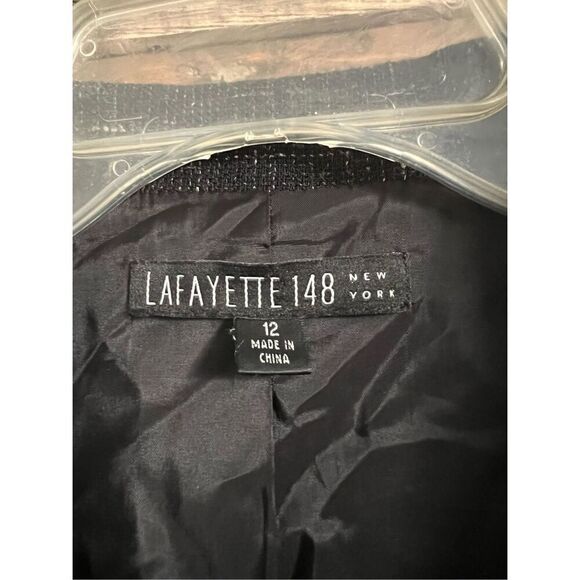 LAFAYETTE 148 NEW YORK
12
MADE IN
CHINA